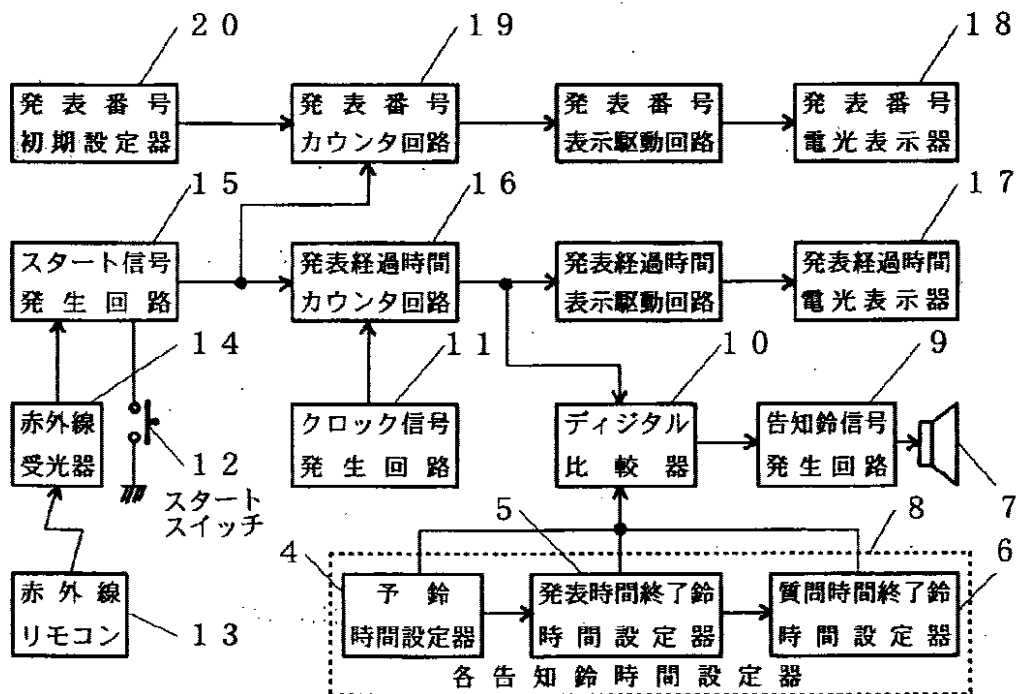 20
19
18
発表番号
初期設定器
発表番号
カウンタ回路
発表番号
表示駆動回路
発表番号
電光表示器
15
16
17
スタート信号
発生回路
発表経過時間
カウンタ回路
発表経過時間
表示駆動回路
発表経過時間
電光表示器
14
11
10
9
赤外線
受光器
12
スタート
スイッチ
クロック信号
発生回路
ディジタル
比較器
告知鈴信号
発生回路
7
13
赤外線
リモコン
4
5
8
6
予鈴
時間設定器
発表時間終了鈴
時間設定器
質問時間終了鈴
時間設定器
各告知鈴時間設定器